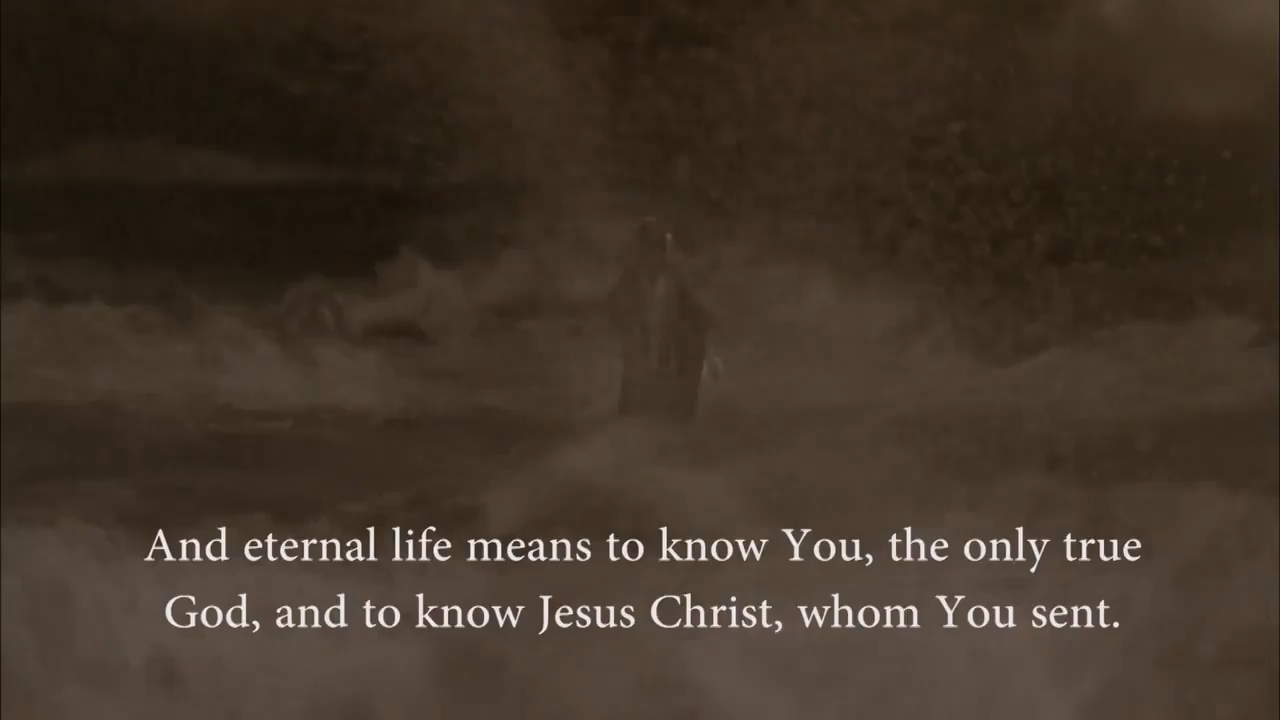 And eternal life means to know You, the only true
God, and to know Jesus Christ, whom You sent.